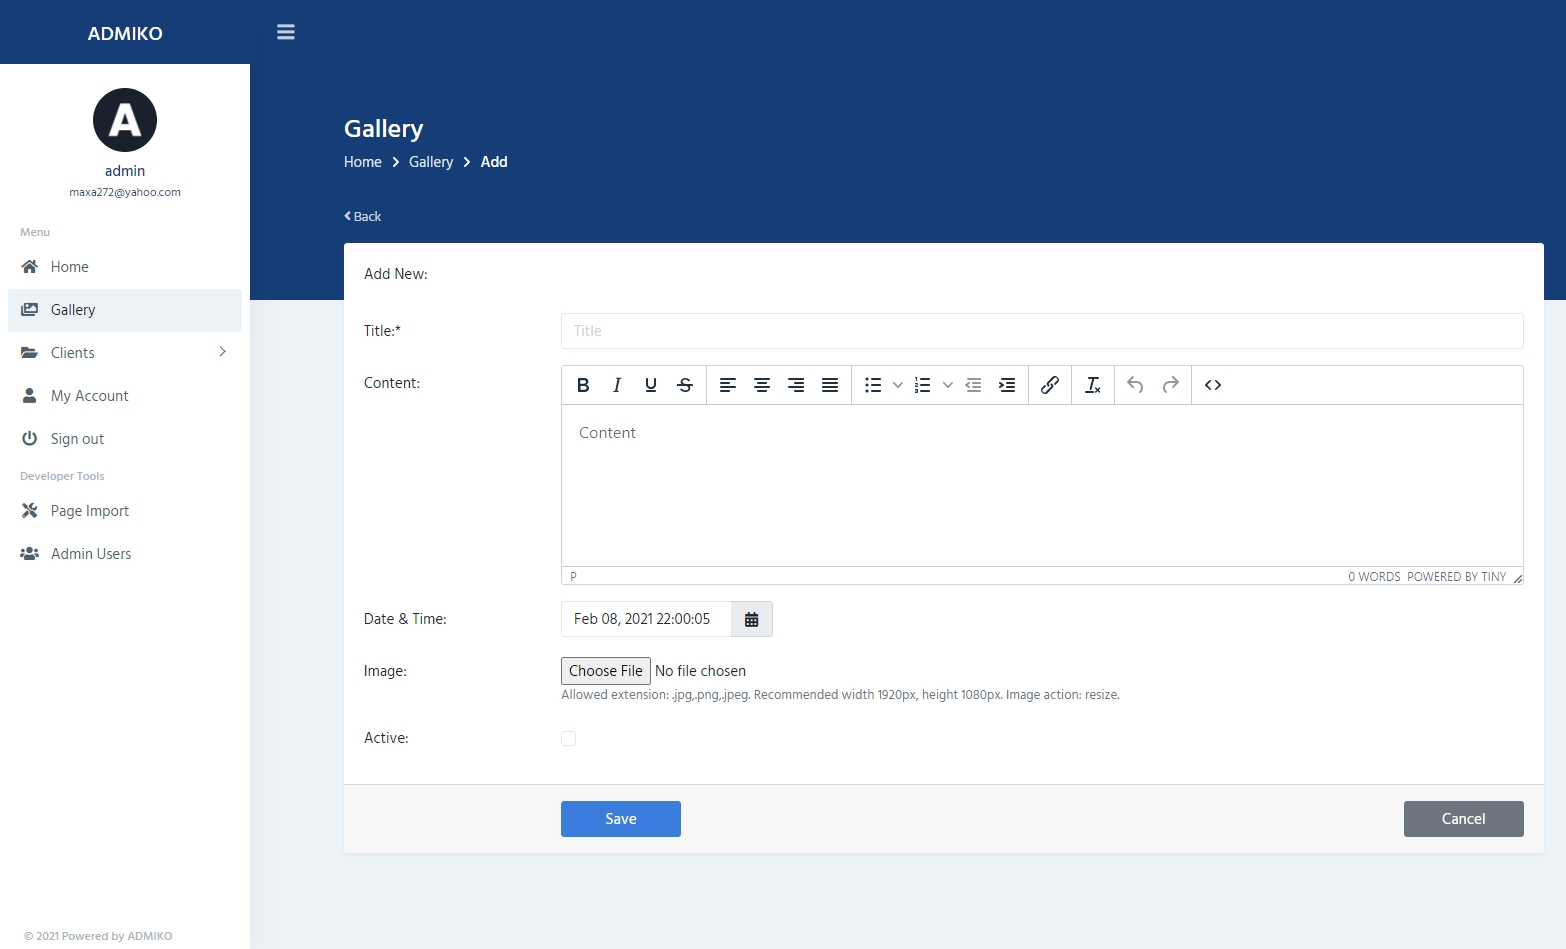 ADMIKO
A
admin
maxa272@yahoo.com
Menu
Home
Gallery
Clients
My Account
Sign out
Developer Tools
Page Import
Admin Users
© 2021 Powered by ADMIKO
Gallery
Home > Gallery > Add
Back
Add New:
Title:*
Title
Content:
B I U S
Content
P
0 WORDS POWERED BY TINY
Date & Time:
Feb 08, 2021 22:00:05
Image:
Choose File No file chosen
Allowed extension: .jpg,.png,.jpeg. Recommended width 1920px, height 1080px. Image action: resize.
Active:
Save
Cancel